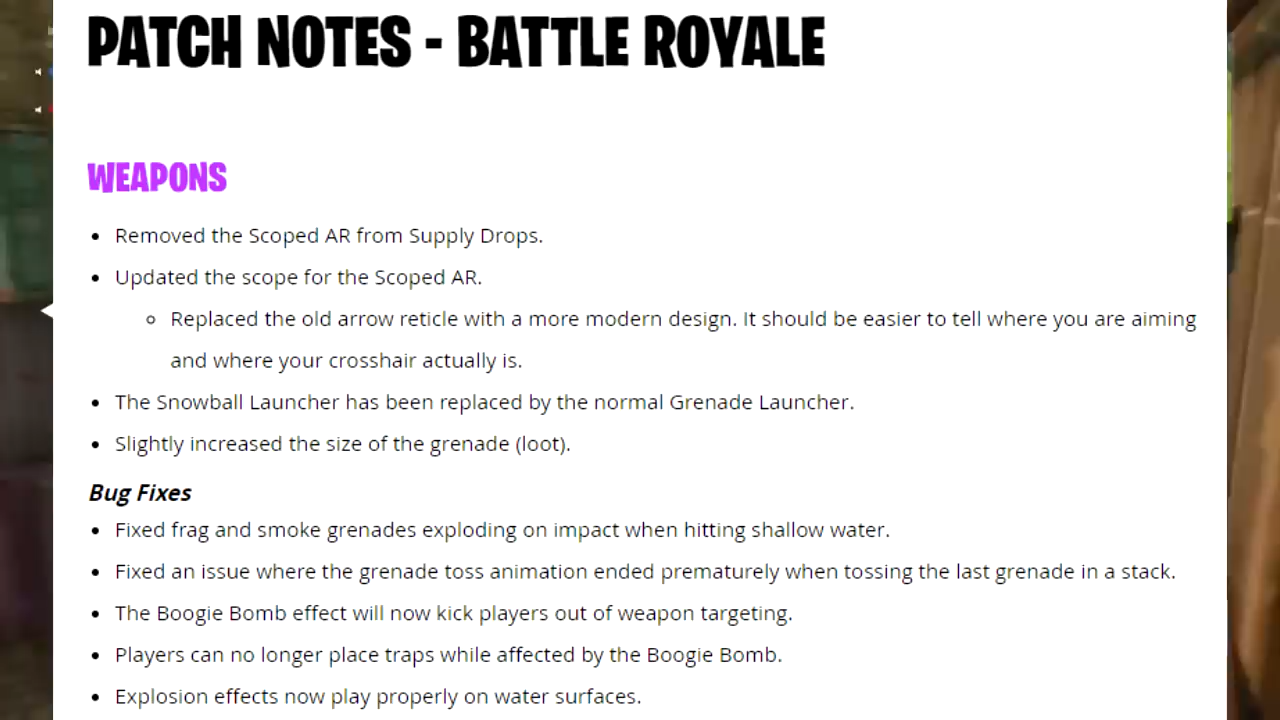 PATCH NOTES - BATTLE ROYALE
WEAPONS
• Removed the Scoped AR from Supply Drops.
• Updated the scope for the Scoped AR.
◦ Replaced the old arrow reticle with a more modern design. It should be easier to tell where you are aiming
and where your crosshair actually is.
• The Snowball Launcher has been replaced by the normal Grenade Launcher.
• Slightly increased the size of the grenade (loot).
Bug Fixes
• Fixed frag and smoke grenades exploding on impact when hitting shallow water.
• Fixed an issue where the grenade toss animation ended prematurely when tossing the last grenade in a stack.
• The Boogie Bomb effect will now kick players out of weapon targeting.
• Players can no longer place traps while affected by the Boogie Bomb.
• Explosion effects now play properly on water surfaces.